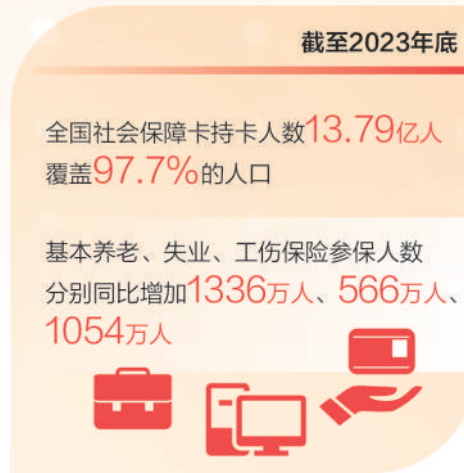 截至2023年底
全国社会保障卡持卡人数13.79亿人
覆盖97.7%的人口
基本养老、失业、工伤保险参保人数
分别同比增加1336万人、566万人、
1054万人